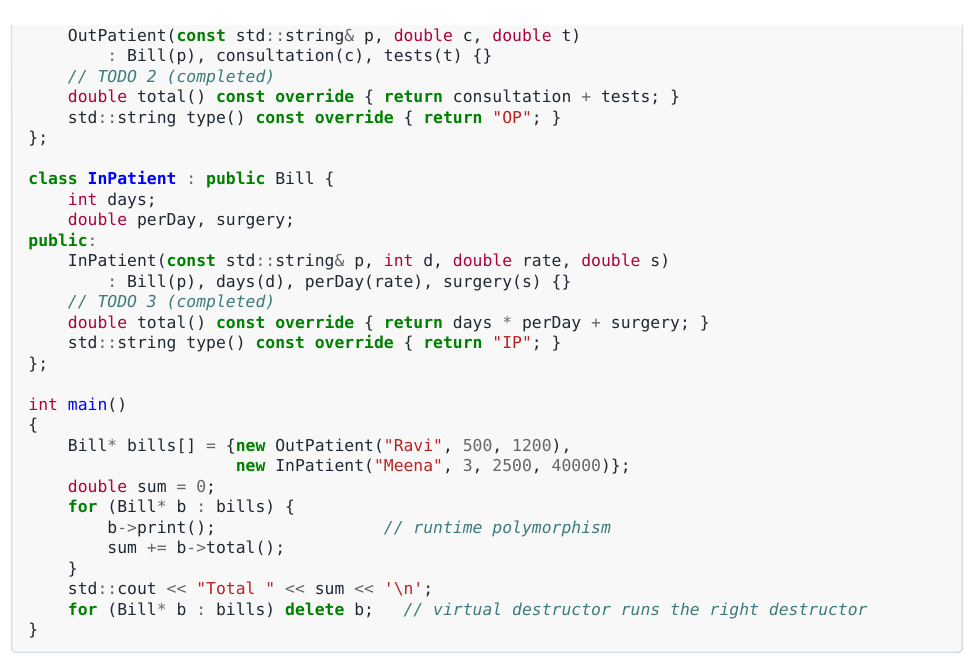 OutPatient(const std::string& p, double c, double t)
        : Bill(p), consultation(c), tests(t) {}
    // TODO 2 (completed)
    double total() const override { return consultation + tests; }
    std::string type() const override { return "OP"; }
};

class InPatient : public Bill {
    int days;
    double perDay, surgery;
public:
    InPatient(const std::string& p, int d, double rate, double s)
        : Bill(p), days(d), perDay(rate), surgery(s) {}
    // TODO 3 (completed)
    double total() const override { return days * perDay + surgery; }
    std::string type() const override { return "IP"; }
};

int main()
{
    Bill* bills[] = {new OutPatient("Ravi", 500, 1200),
                     new InPatient("Meena", 3, 2500, 40000)};
    double sum = 0;
    for (Bill* b : bills) {
        b->print();                 // runtime polymorphism
        sum += b->total();
    }
    std::cout << "Total " << sum << '\n';
    for (Bill* b : bills) delete b;   // virtual destructor runs the right destructor
}